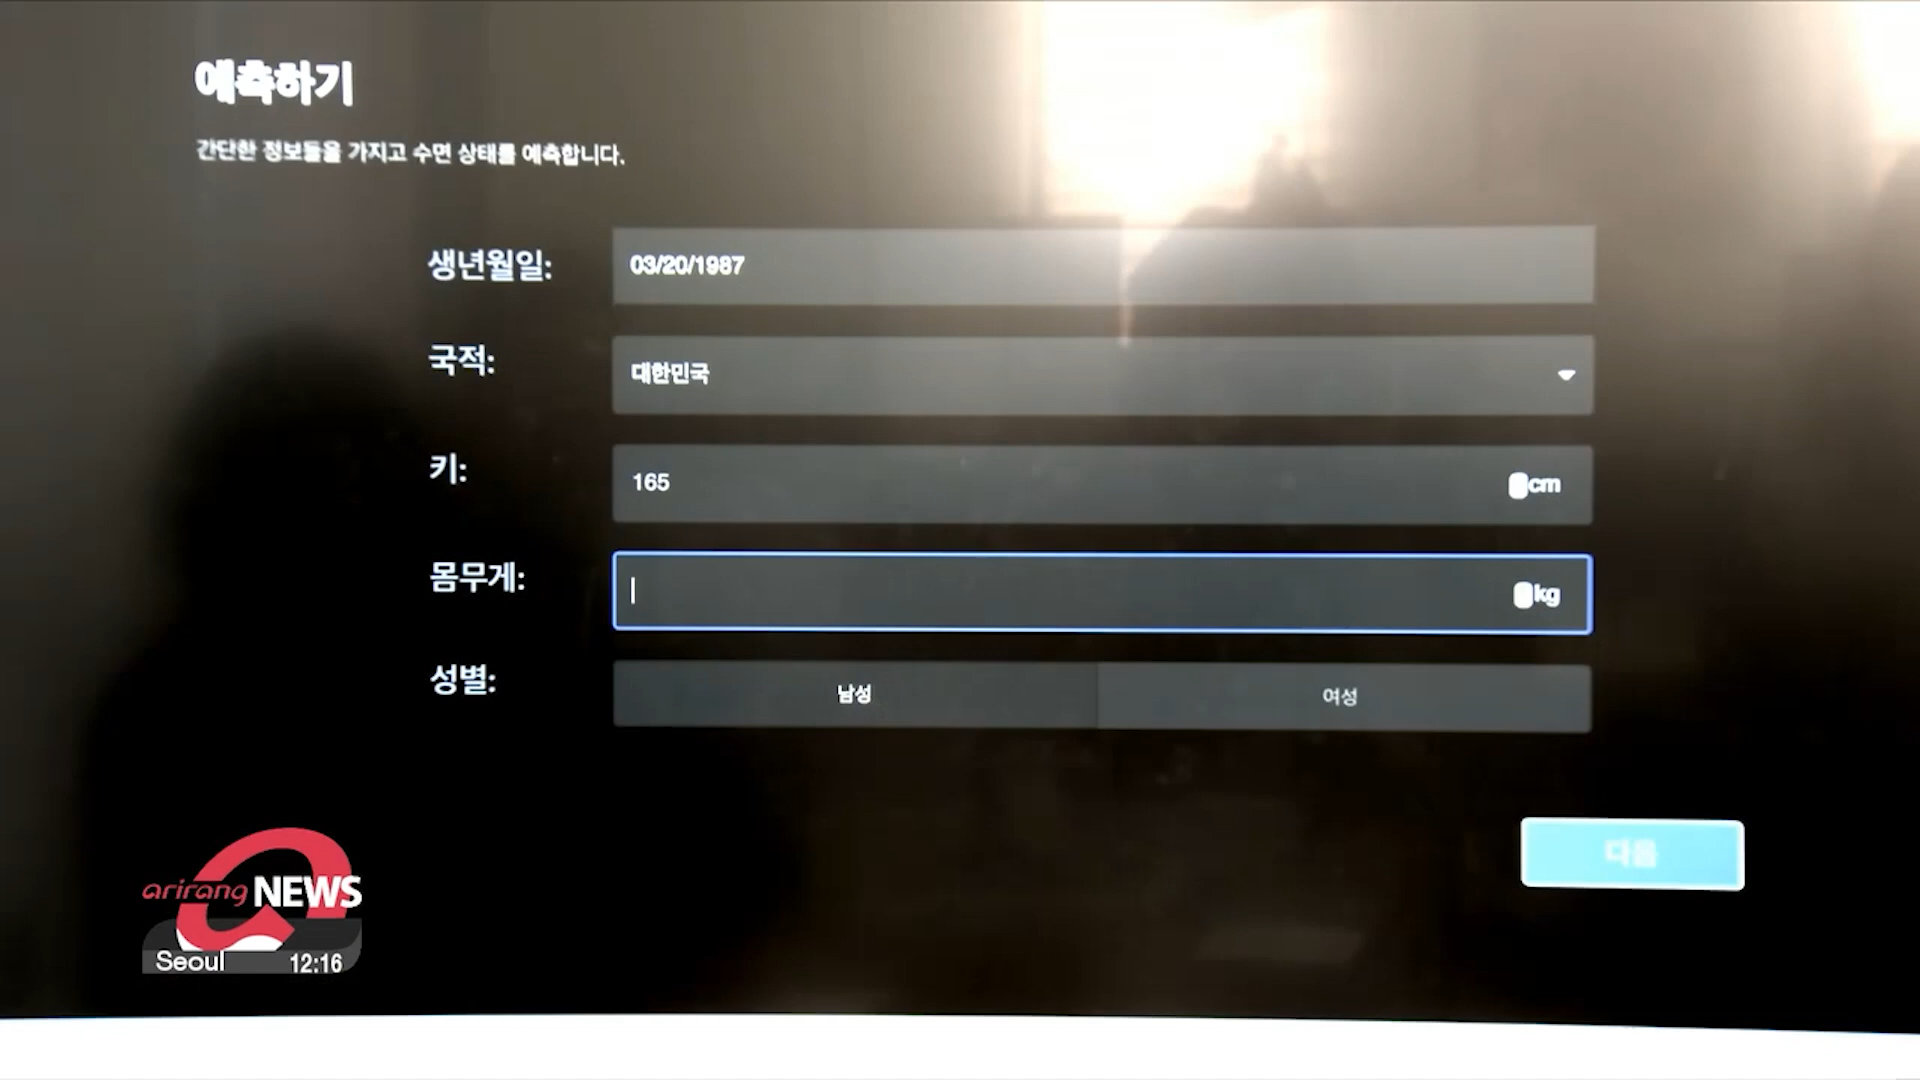 예측하기
간단한 정보들을 가지고 수면 상태를 예측합니다.
생년월일: 03/20/1987
국적: 대한민국
키: 165 cm
몸무게: kg
성별: 남성 여성
다음
arirang NEWS
Seoul 12:16